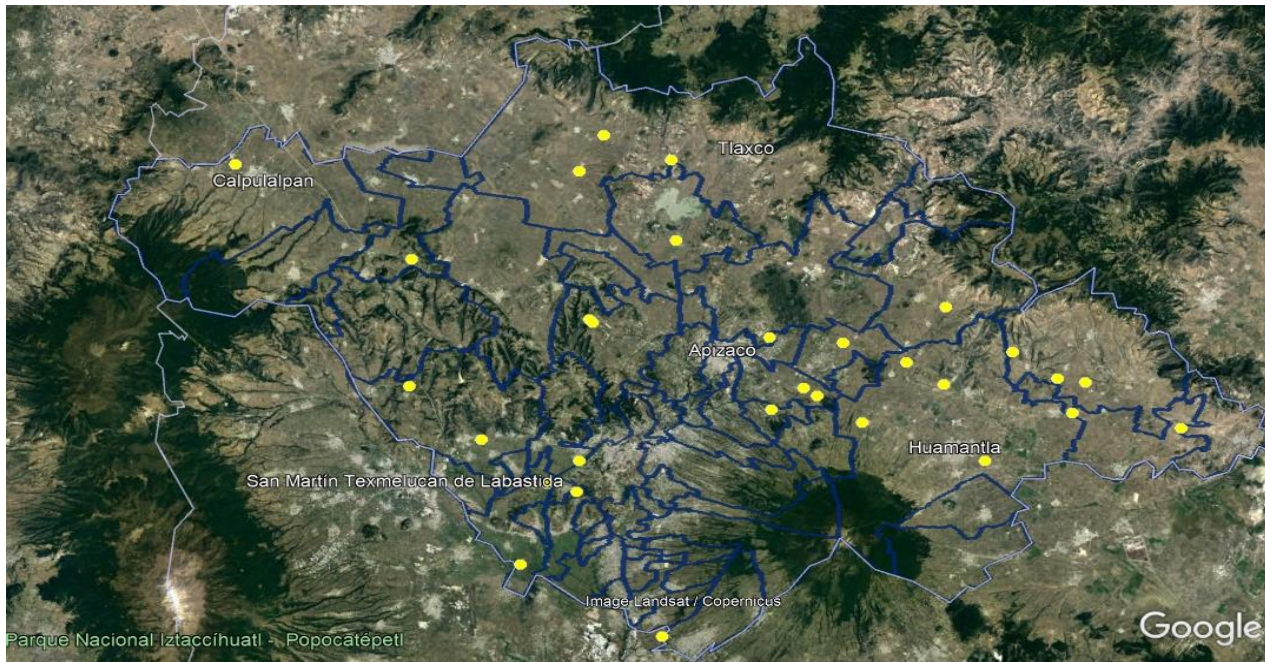 Tlaxco
Calpulalpan
Apizaco
Huamantla
San Martín Texmelucan de Labastida
Image Landsat / Copernicus
Parque Nacional Iztaccíhuatl - Popocatépetl
Google